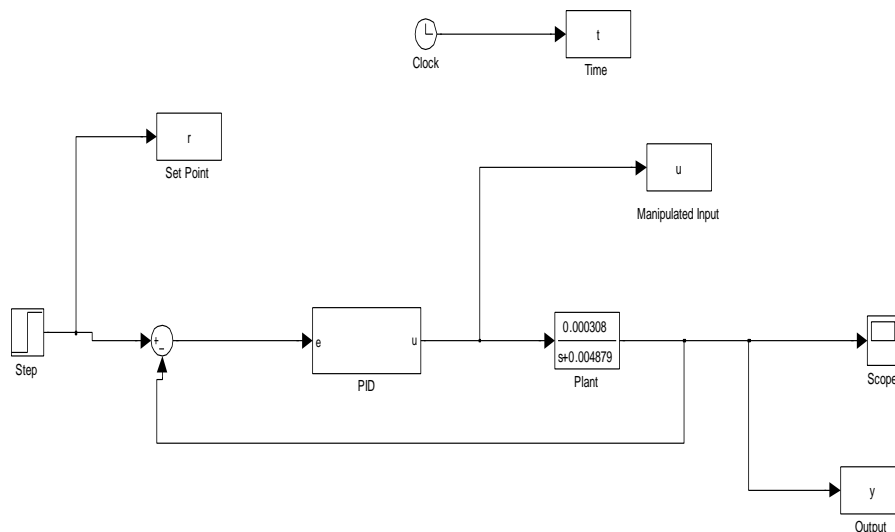 t
Clock
Time
r
Set Point
u
Manipulated Input
Step
+
−
e
u
PID
0.000308
s+0.004879
Plant
Scope
y
Output